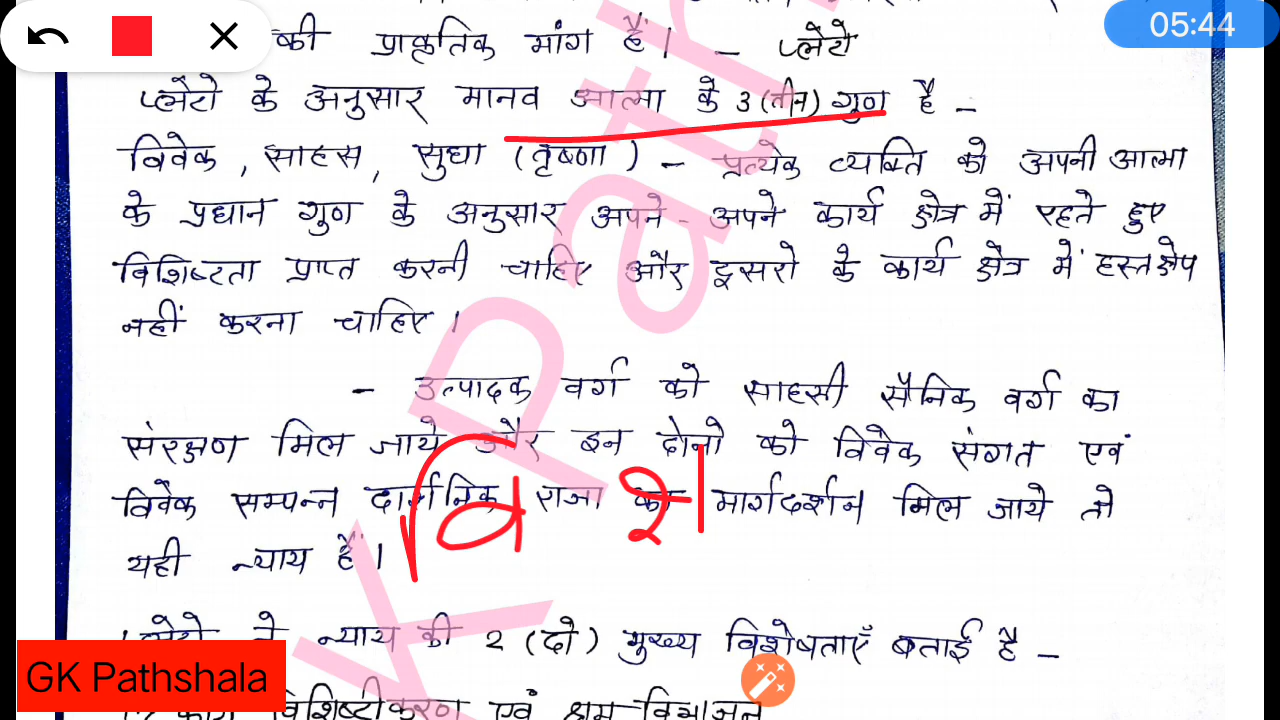 05:44
की प्राकृतिक मांग हैं। - प्लेटो
प्लेटो के अनुसार मानव आत्मा के 3 (तीन) गुण है -
विवेक, साहस, सुधा (तृष्णा) - प्रत्येक व्यक्ति को अपनी आत्मा
के प्रधान गुण के अनुसार अपने - अपने कार्य क्षेत्र में रहते हुए
विशिष्टता प्राप्त करनी चाहिए और दूसरो के कार्य क्षेत्र में हस्तक्षेप
नहीं करना चाहिए।
- उत्पादक वर्ग को साहसी सैनिक वर्ग का
संरक्षण मिल जाये और इन दोनो को विवेक संगत एवं
विवेक सम्पन्न दार्शनिक राजा का मार्गदर्शन मिल जाये तो
यही न्याय हैं।
प्लेटो ने न्याय की 2 (दो) मुख्य विशेषताएँ बताई है -
विशिष्टीकरण एवं श्रम विभाजन
GK Pathshala